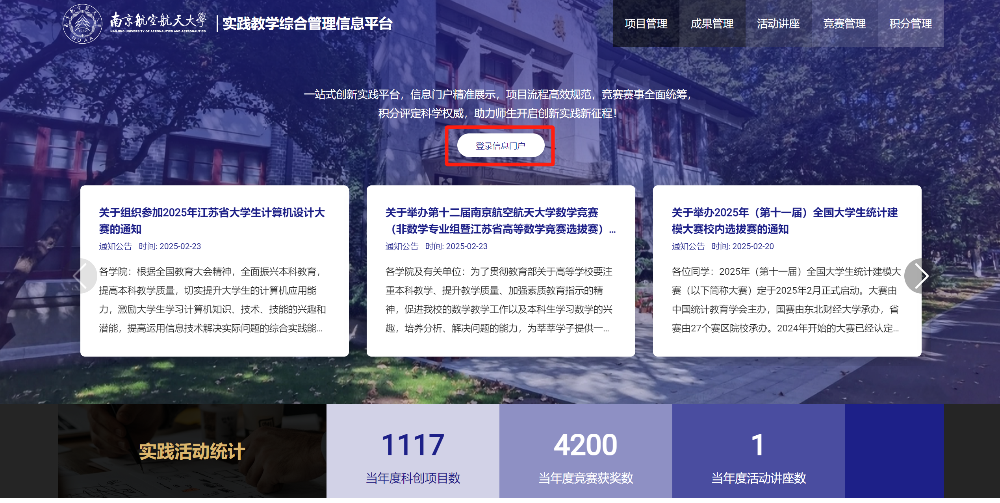 南京航空航天大學
NANJING UNIVERSITY OF AERONAUTICS AND ASTRONAUTICS
1952
NUAA
实践教学综合管理信息平台
项目管理
成果管理
活动讲座
竞赛管理
积分管理
一站式创新实践平台，信息门户精准展示，项目流程高效规范，竞赛赛事全面统筹，
积分评定科学权威，助力师生开启创新实践新征程！
登录信息门户
关于组织参加2025年江苏省大学生计算机设计大
赛的通知
通知公告 时间: 2025-02-23
各学院：根据全国教育大会精神，全面振兴本科教育，
提高本科教学质量，切实提升大学生的计算机应用能
力，激励大学生学习计算机知识、技术、技能的兴趣和
潜能，提高运用信息技术解决实际问题的综合实践能...
关于举办第十二届南京航空航天大学数学竞赛
（非数学专业组暨江苏省高等数学竞赛选拔赛）...
通知公告 时间: 2025-02-23
各学院及有关单位：为了贯彻教育部关于高等学校要注
重本科教学、提升教学质量、加强素质教育指示的精
神，促进我校的数学教学工作以及本科生学习数学的兴
趣，培养分析、解决问题的能力，为莘莘学子提供一...
关于举办2025年（第十一届）全国大学生统计建
模大赛校内选拔赛的通知
通知公告 时间: 2025-02-20
各位同学：2025年（第十一届）全国大学生统计建模大
赛（以下简称大赛）定于2025年2月正式启动。大赛由
中国统计教育学会主办，国赛由东北财经大学承办，省
赛由27个赛区院校承办。2024年开始的大赛已经认定...
实践活动统计
1117
当年度科创项目数
4200
当年度竞赛获奖数
1
当年度活动讲座数